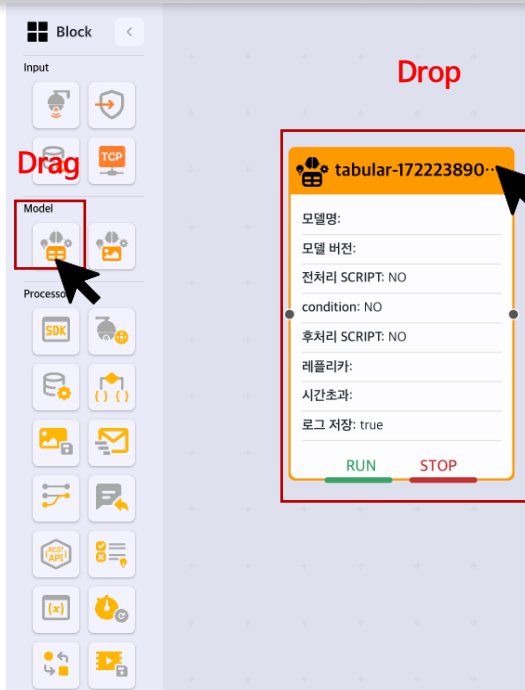 Block
Input
Drop
Drag
TCP
tabular-172223890··
Model
모델명:
모델 버전:
전처리 SCRIPT: NO
Processo
condition: NO
SDK
후처리 SCRIPT: NO
레플리카:
시간초과:
{ } { }
로그 저장: true
RUN STOP
REST
API
(x)